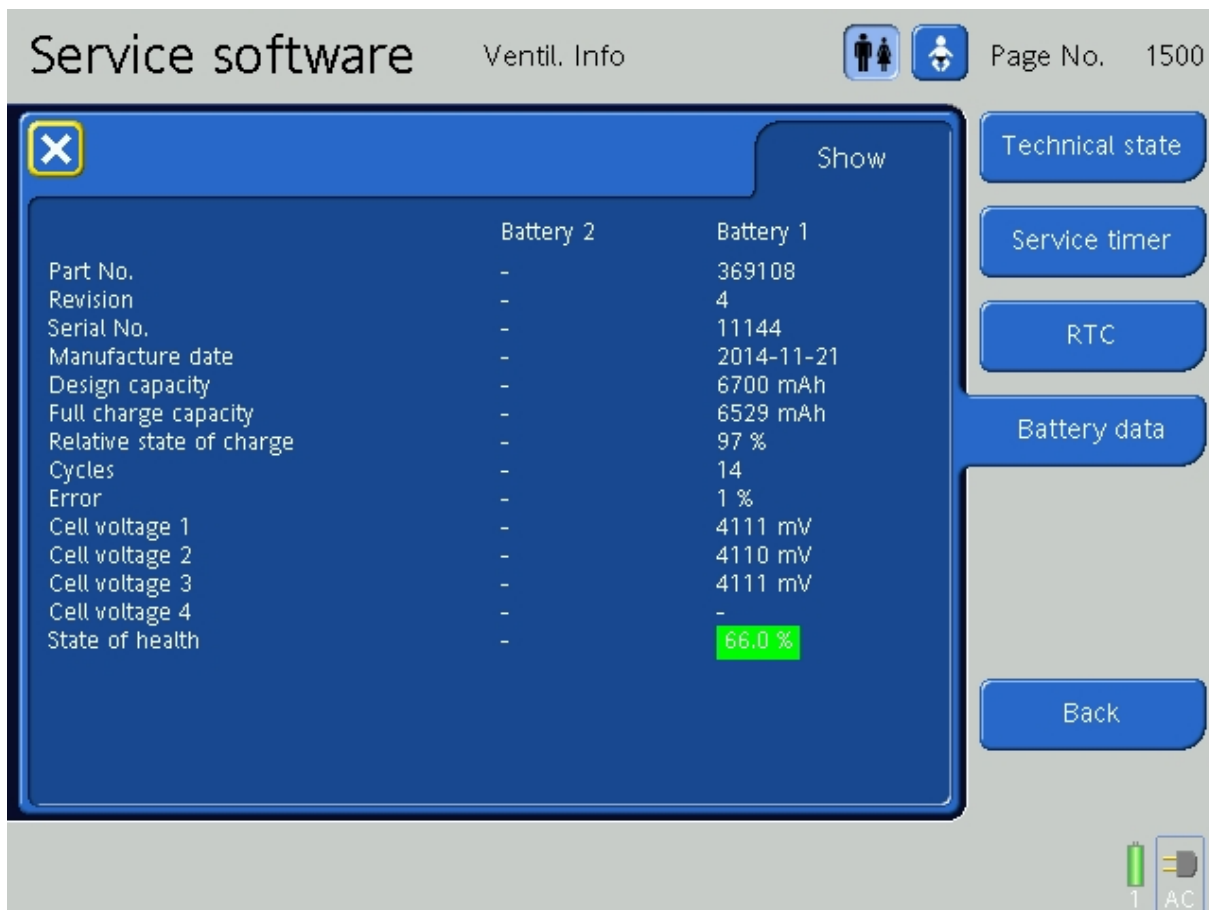 Service software Ventil. Info Page No. 1500
Show
Battery 2 Battery 1
Part No. - 369108
Revision - 4
Serial No. - 11144
Manufacture date - 2014-11-21
Design capacity - 6700 mAh
Full charge capacity - 6529 mAh
Relative state of charge - 97 %
Cycles - 14
Error - 1 %
Cell voltage 1 - 4111 mV
Cell voltage 2 - 4110 mV
Cell voltage 3 - 4111 mV
Cell voltage 4 - -
State of health - 66.0 %
Technical state
Service timer
RTC
Battery data
Back
1 AC